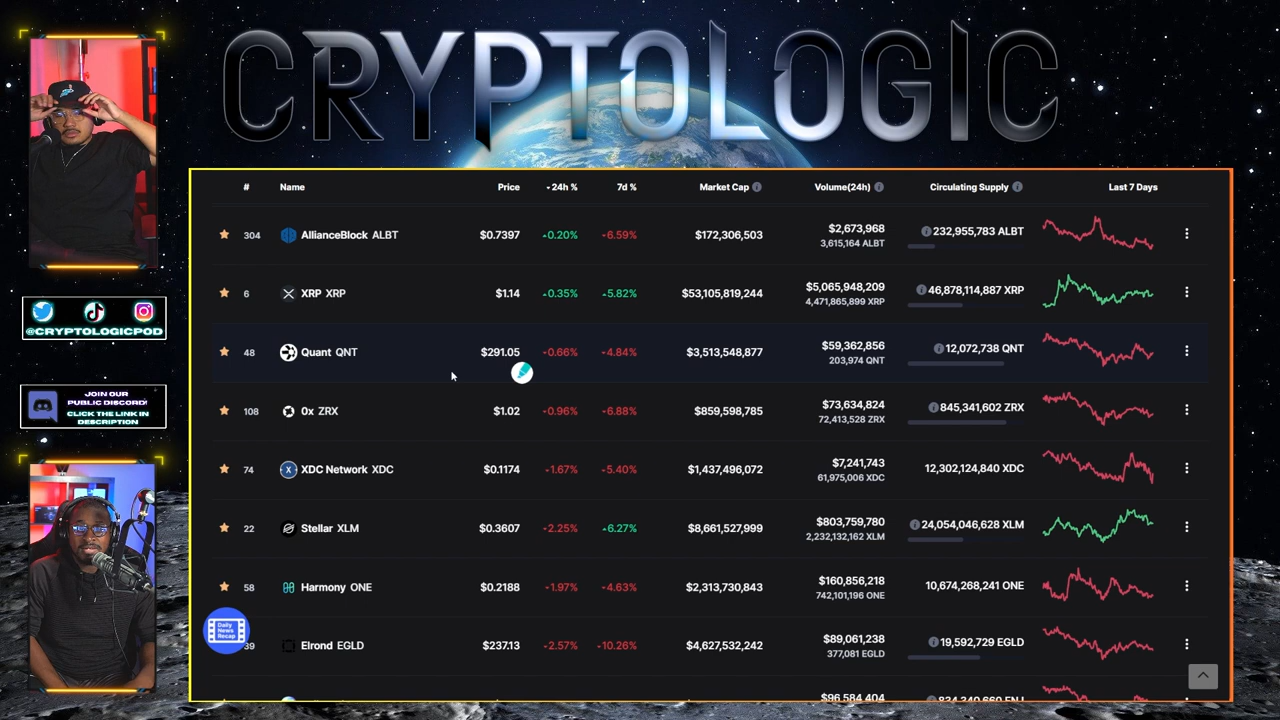 CRYPTOLOGIC
@CRYPTOLOGICPOD
JOIN OUR
PUBLIC DISCORD!
CLICK THE LINK IN
DESCRIPTION
# Name Price 24h % 7d % Market Cap Volume(24h) Circulating Supply Last 7 Days
304 AllianceBlock ALBT $0.7397 0.20% 6.59% $172,306,503 $2,673,968 232,955,783 ALBT
3,615,164 ALBT
6 XRP XRP $1.14 0.35% 5.82% $53,105,819,244 $5,065,948,209 46,878,114,887 XRP
4,471,865,899 XRP
48 Quant QNT $291.05 0.66% 4.84% $3,513,548,877 $59,362,856 12,072,738 QNT
203,974 QNT
108 0x ZRX $1.02 0.96% 6.88% $859,598,785 $73,634,824 845,341,602 ZRX
72,413,528 ZRX
74 XDC Network XDC $0.1174 1.67% 5.40% $1,437,496,072 $7,241,743 12,302,124,840 XDC
61,975,006 XDC
22 Stellar XLM $0.3607 2.25% 6.27% $8,661,527,999 $803,759,780 24,054,046,628 XLM
2,232,132,162 XLM
58 Harmony ONE $0.2188 1.97% 4.63% $2,313,730,843 $160,856,218 10,674,268,241 ONE
742,101,196 ONE
Daily
News
Recap
39 Elrond EGLD $237.13 2.57% 10.26% $4,627,532,242 $89,061,238 19,592,729 EGLD
377,081 EGLD
$96,584,404